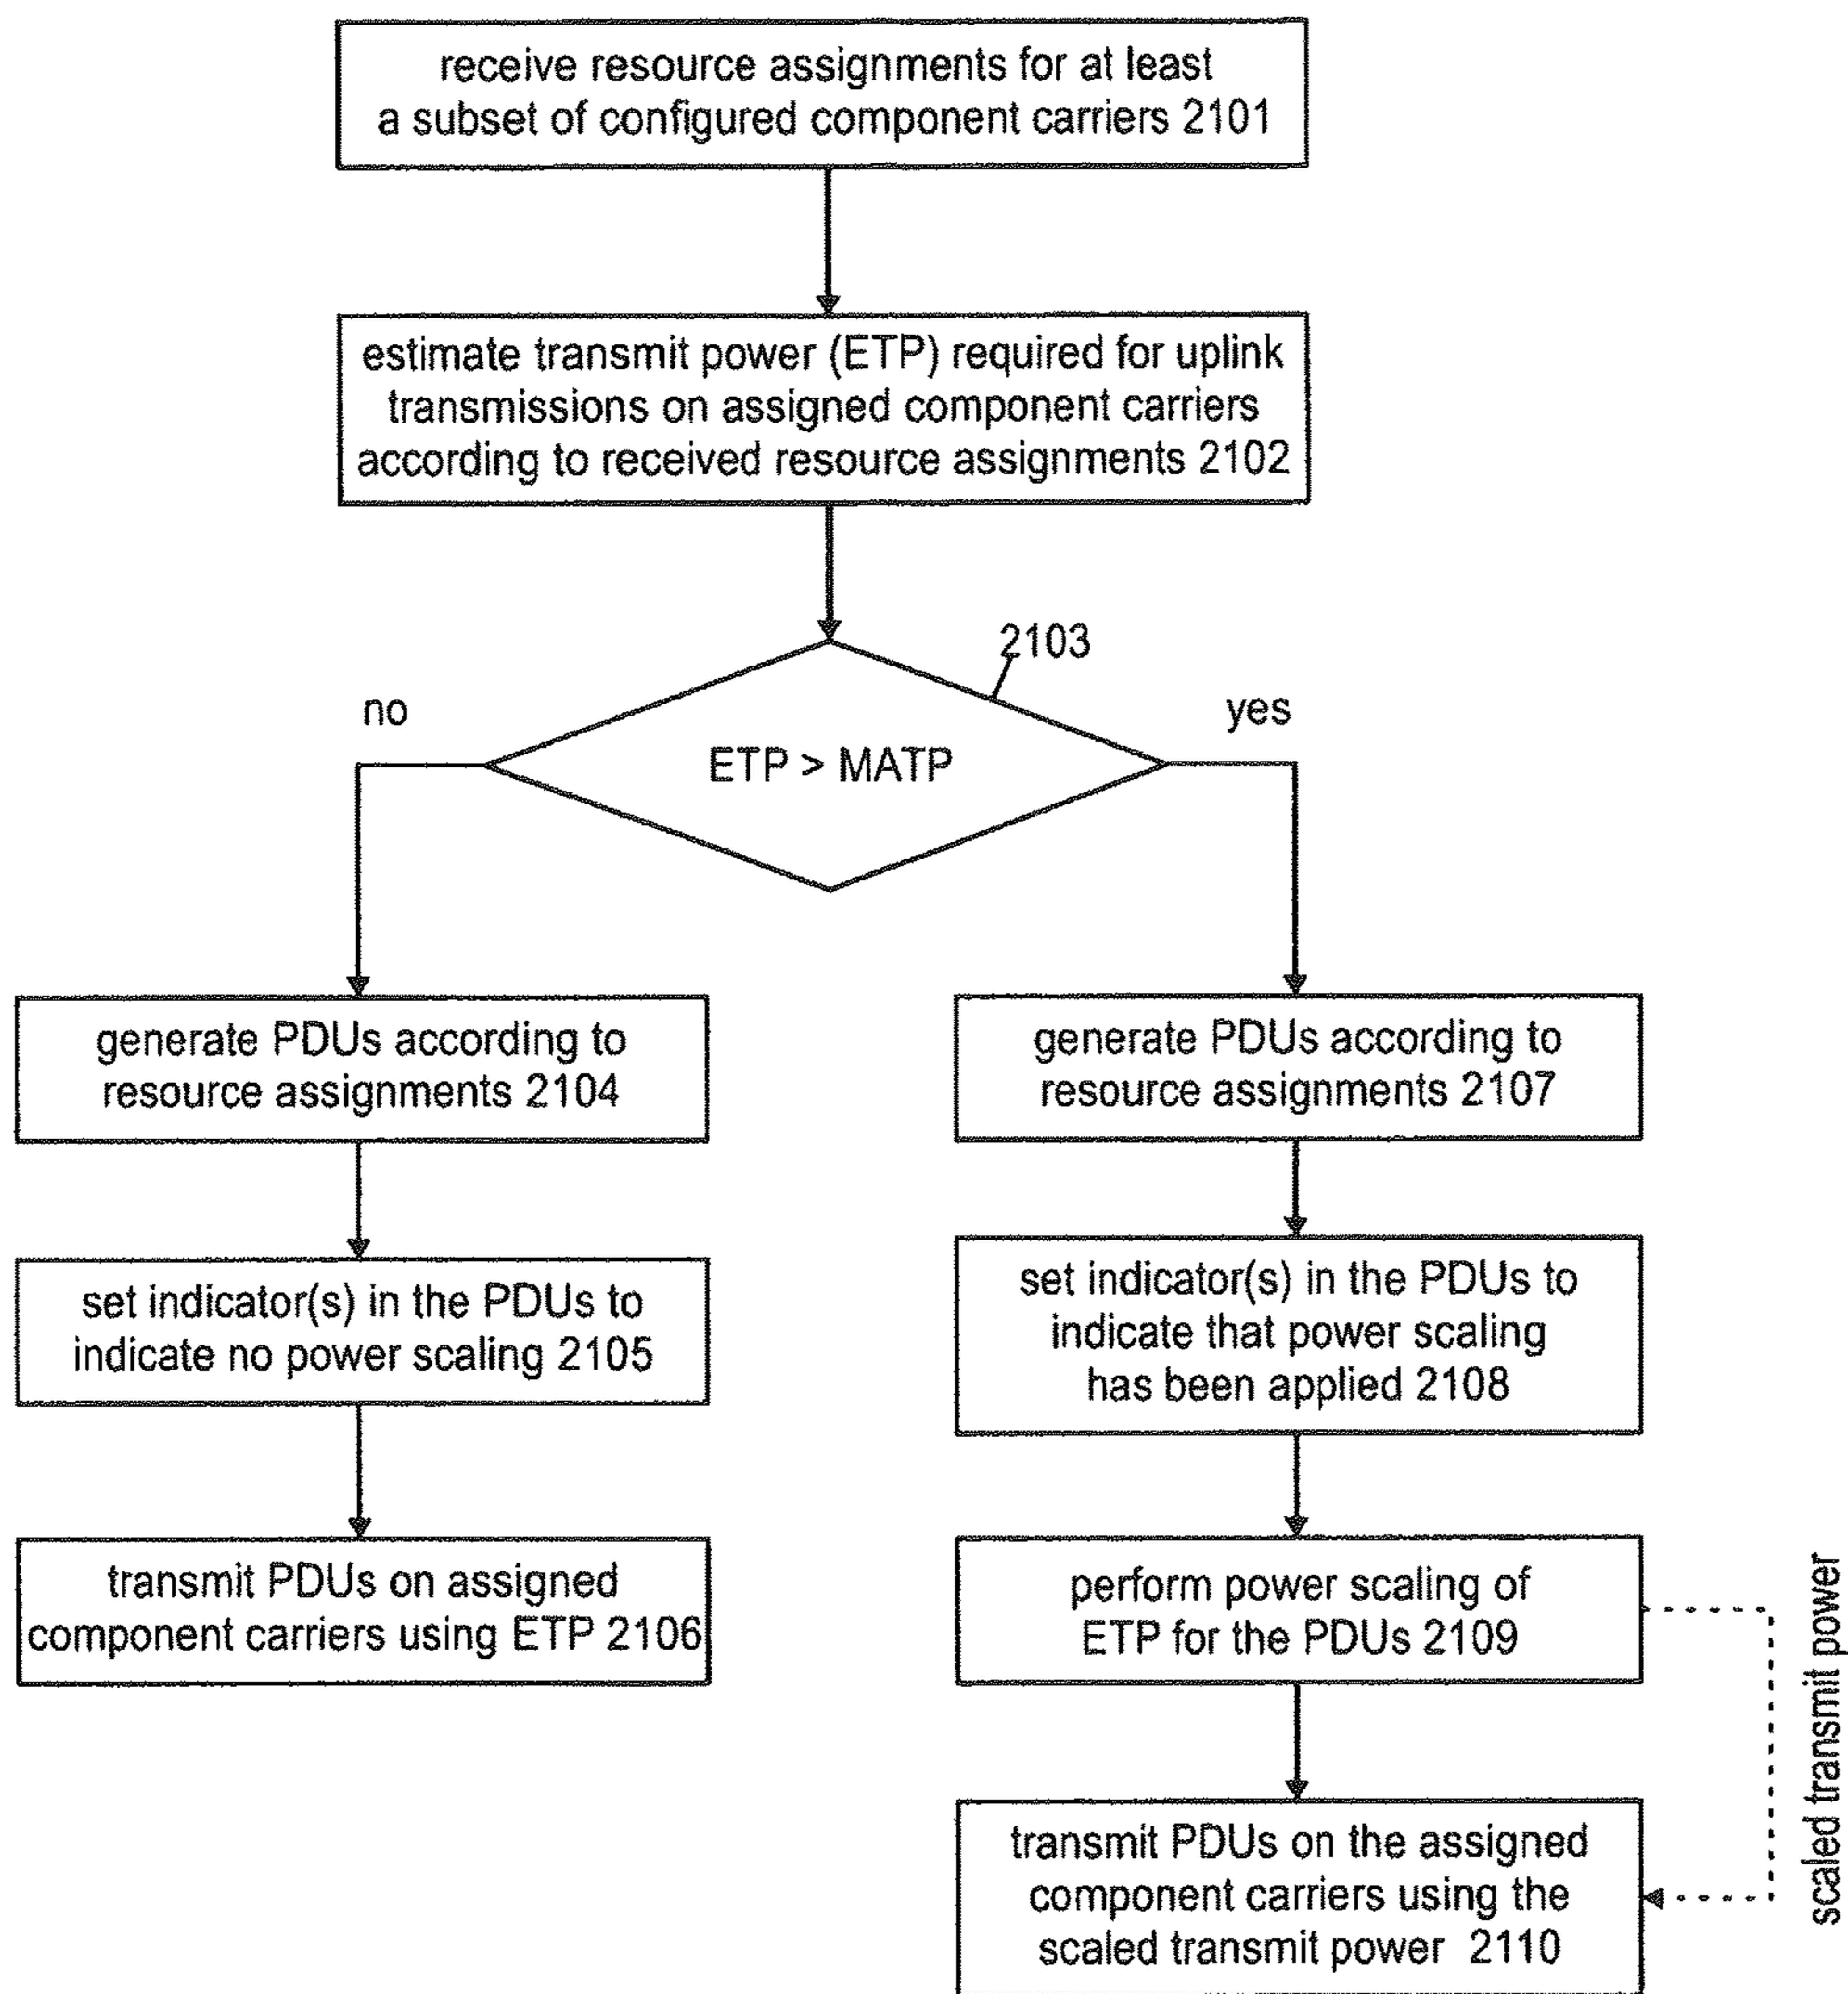 receive resource assignments for at least
a subset of configured component carriers 2101
estimate transmit power (ETP) required for uplink
transmissions on assigned component carriers
according to received resource assignments 2102
2103
no
yes
ETP > MATP
generate PDUs according to
resource assignments 2104
generate PDUs according to
resource assignments 2107
set indicator(s) in the PDUs to
indicate no power scaling 2105
set indicator(s) in the PDUs to
indicate that power scaling
has been applied 2108
transmit PDUs on assigned
component carriers using ETP 2106
perform power scaling of
ETP for the PDUs 2109
scaled transmit power
transmit PDUs on the assigned
component carriers using the
scaled transmit power 2110